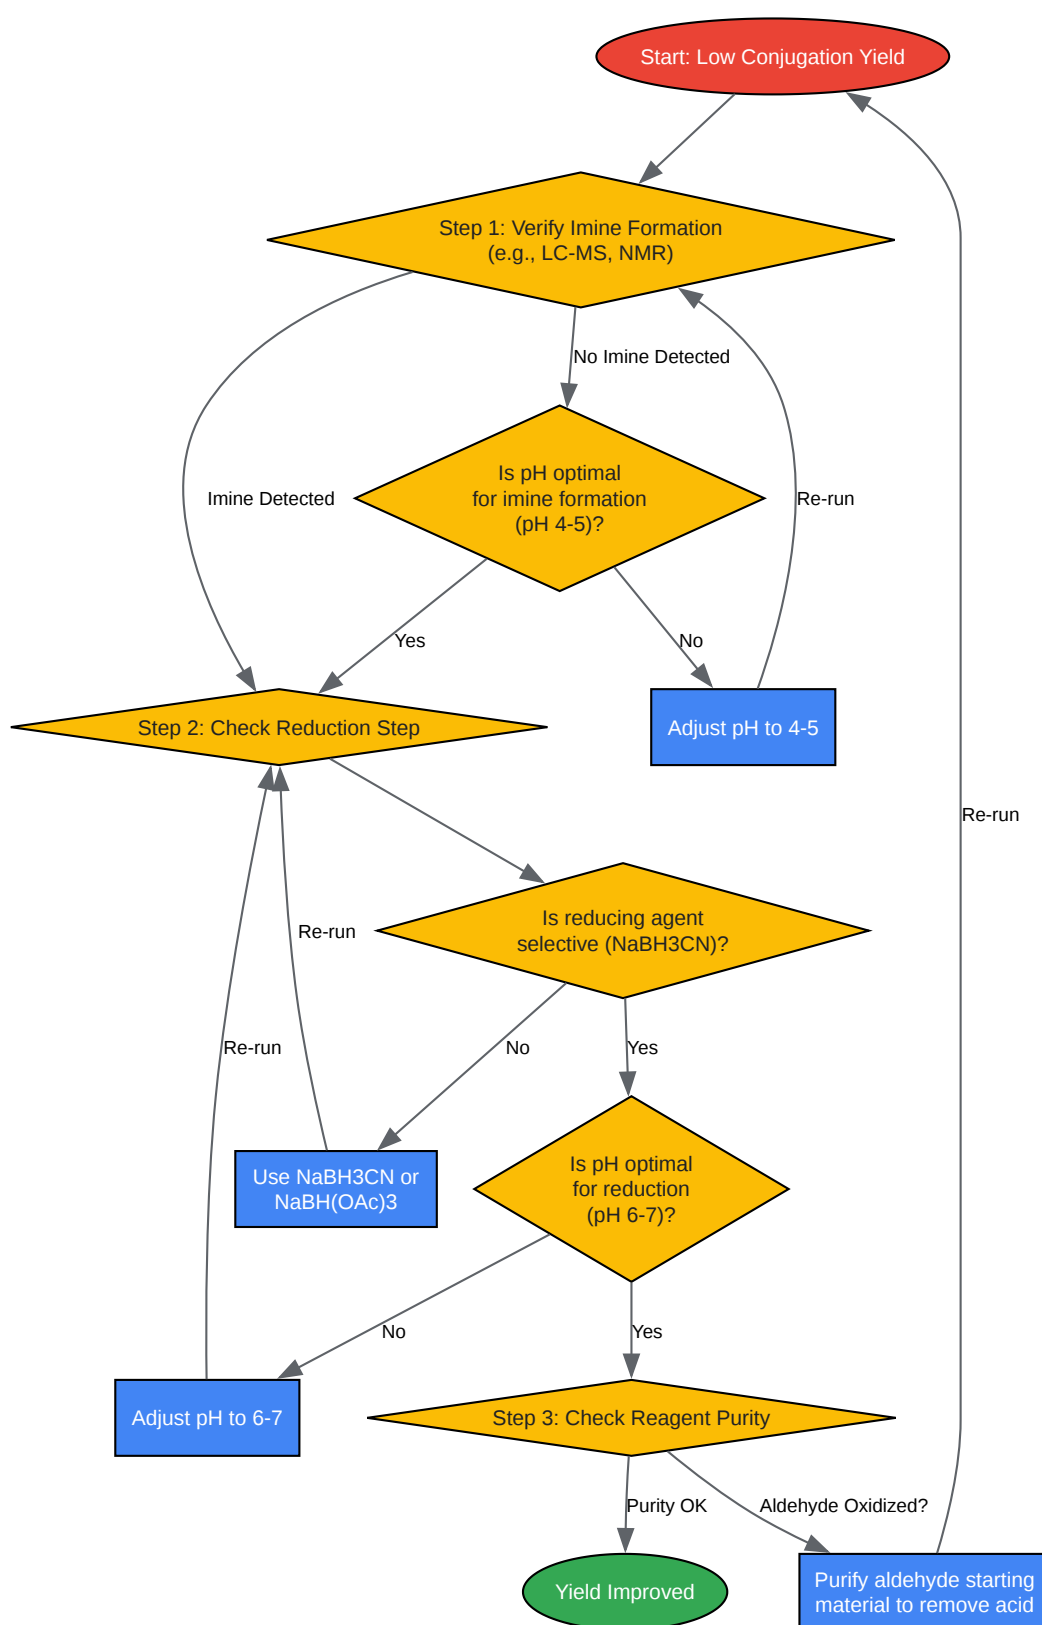 Start: Low Conjugation Yield
Step 1: Verify Imine Formation
(e.g., LC-MS, NMR)
No Imine Detected
Is pH optimal
for imine formation
(pH 4-5)?
Imine Detected
Re-run
Yes
No
Step 2: Check Reduction Step
Adjust pH to 4-5
Re-run
Is reducing agent
selective (NaBH3CN)?
Re-run
Re-run
No
Yes
Use NaBH3CN or
NaBH(OAc)3
Is pH optimal
for reduction
(pH 6-7)?
No
Yes
Adjust pH to 6-7
Step 3: Check Reagent Purity
Purity OK
Aldehyde Oxidized?
Yield Improved
Purify aldehyde starting
material to remove acid